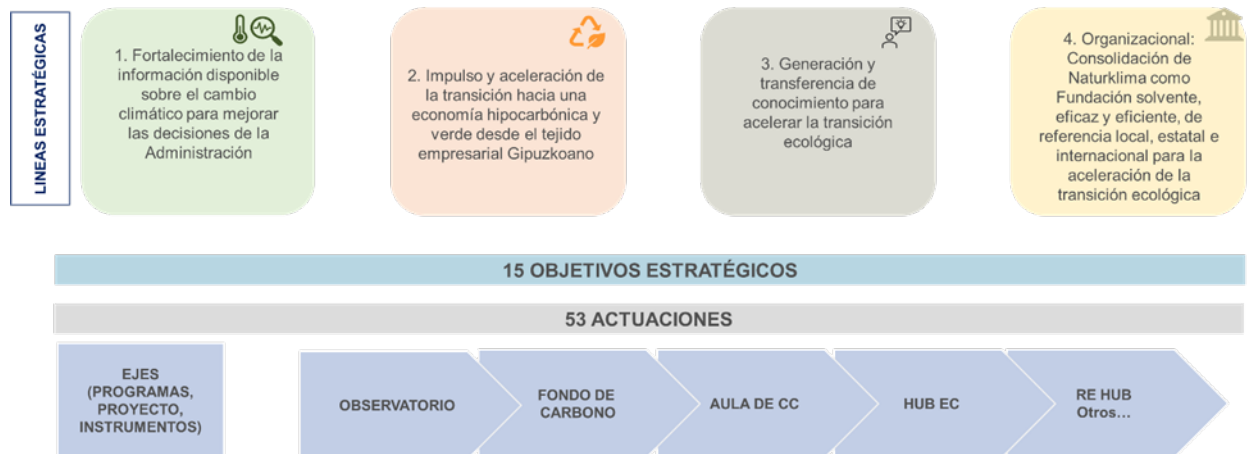 LINEAS ESTRATÉGICAS
1. Fortalecimiento de la
información disponible
sobre el cambio
climático para mejorar
las decisiones de la
Administración
2. Impulso y aceleración de
la transición hacia una
economía hipocarbónica y
verde desde el tejido
empresarial Gipuzkoano
3. Generación y
transferencia de
conocimiento para
acelerar la transición
ecológica
4. Organizacional:
Consolidación de
Naturklima como
Fundación solvente,
eficaz y eficiente, de
referencia local, estatal e
internacional para la
aceleración de la
transición ecológica
15 OBJETIVOS ESTRATÉGICOS
53 ACTUACIONES
EJES
(PROGRAMAS,
PROYECTO,
INSTRUMENTOS)
OBSERVATORIO
FONDO DE
CARBONO
AULA DE CC
HUB EC
RE HUB
Otros...